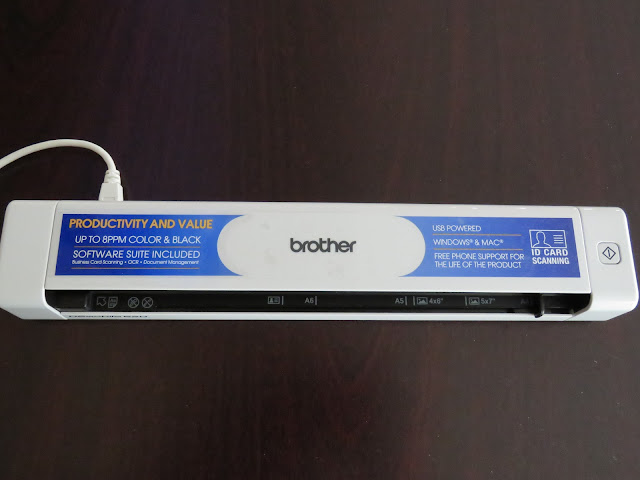 PRODUCTIVITY AND VALUE
UP TO 8PPM COLOR & BLACK
SOFTWARE SUITE INCLUDED
Business Card Scanning • OCR • Document Management
brother
USB POWERED
WINDOWS® & MAC®
FREE PHONE SUPPORT FOR
THE LIFE OF THE PRODUCT
ID CARD
SCANNING
A6
A5
4x6"
5x7"